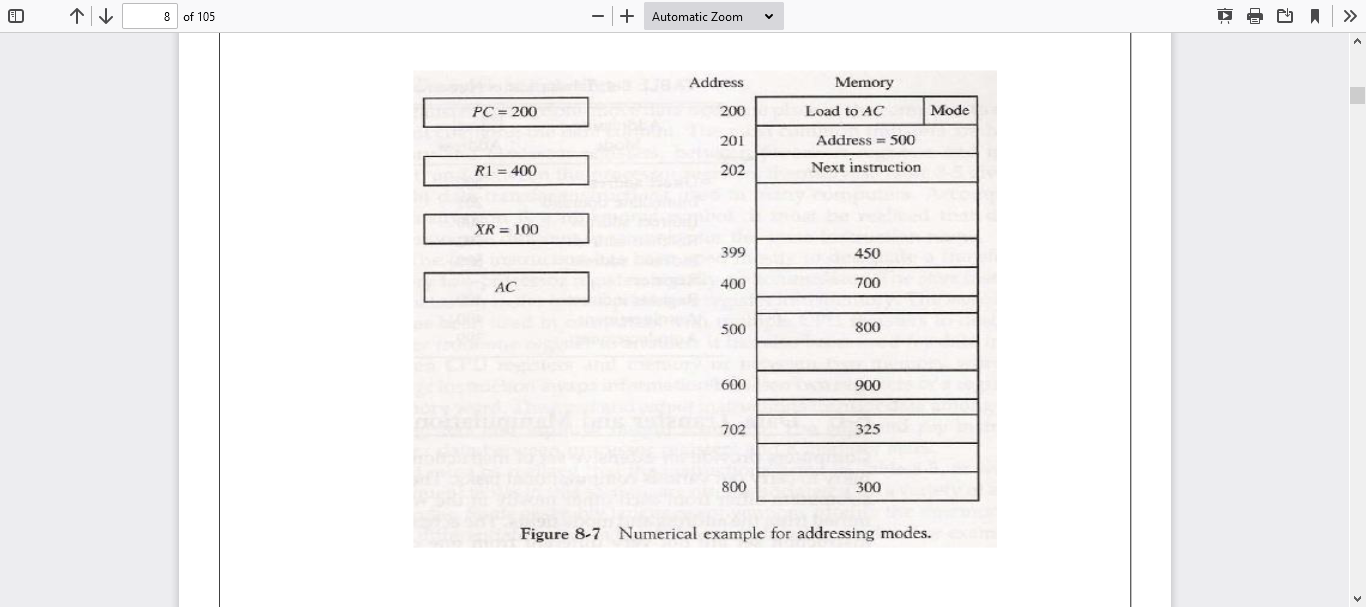 8 of 105 Automatic Zoom
Address Memory
PC = 200 200 Load to AC Mode
201 Address = 500
R1 = 400 202 Next instruction
XR = 100
399 450
AC 400 700
500 800
600 900
702 325
800 300
Figure 8-7 Numerical example for addressing modes.